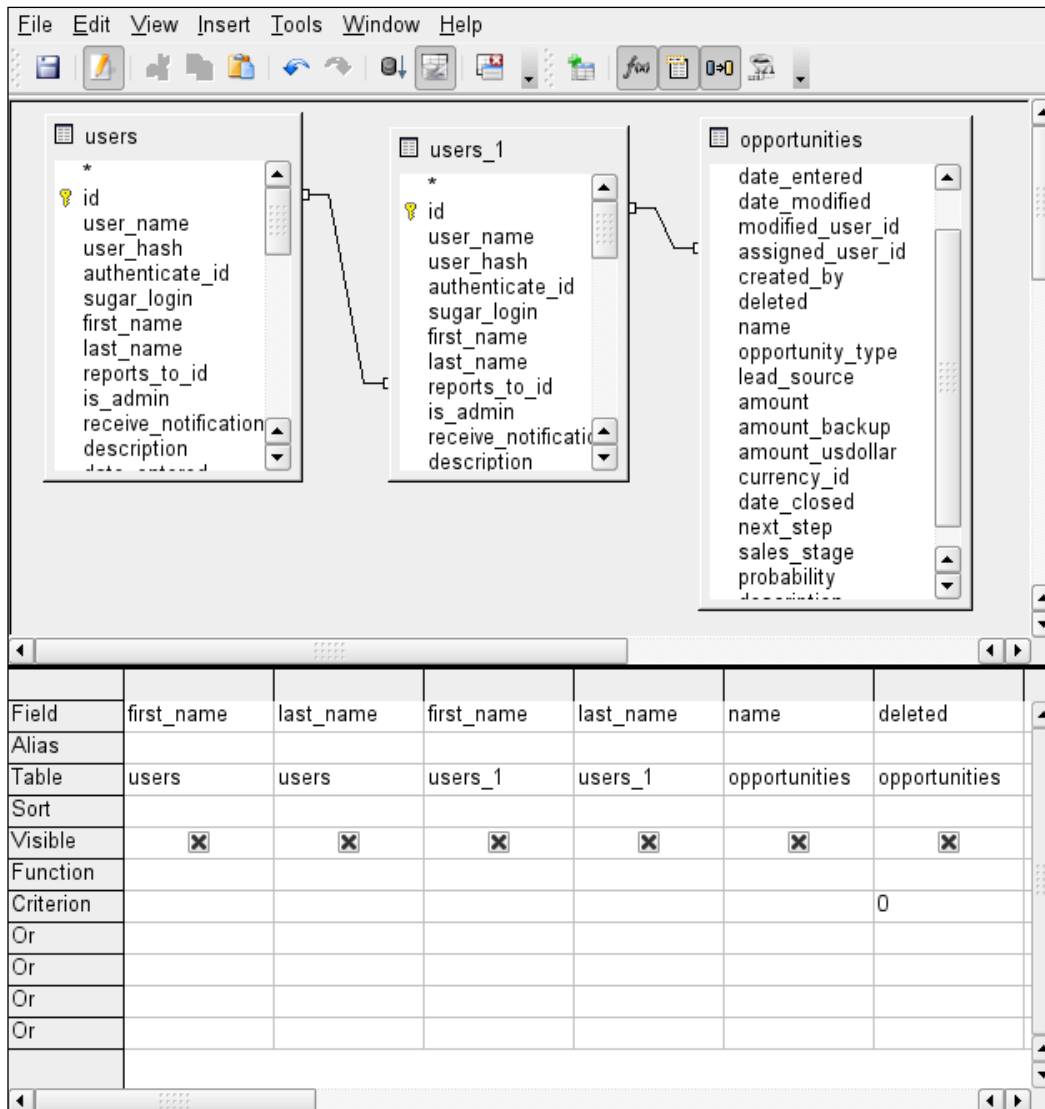 File Edit View Insert Tools Window Help
f(x)
users
*
id
user_name
user_hash
authenticate_id
sugar_login
first_name
last_name
reports_to_id
is_admin
receive_notification
description
users_1
*
id
user_name
user_hash
authenticate_id
sugar_login
first_name
last_name
reports_to_id
is_admin
receive_notificatio
description
opportunities
date_entered
date_modified
modified_user_id
assigned_user_id
created_by
deleted
name
opportunity_type
lead_source
amount
amount_backup
amount_usdollar
currency_id
date_closed
next_step
sales_stage
probability
Field first_name last_name first_name last_name name deleted
Alias
Table users users users_1 users_1 opportunities opportunities
Sort
Visible
Function
Criterion 0
Or
Or
Or
Or